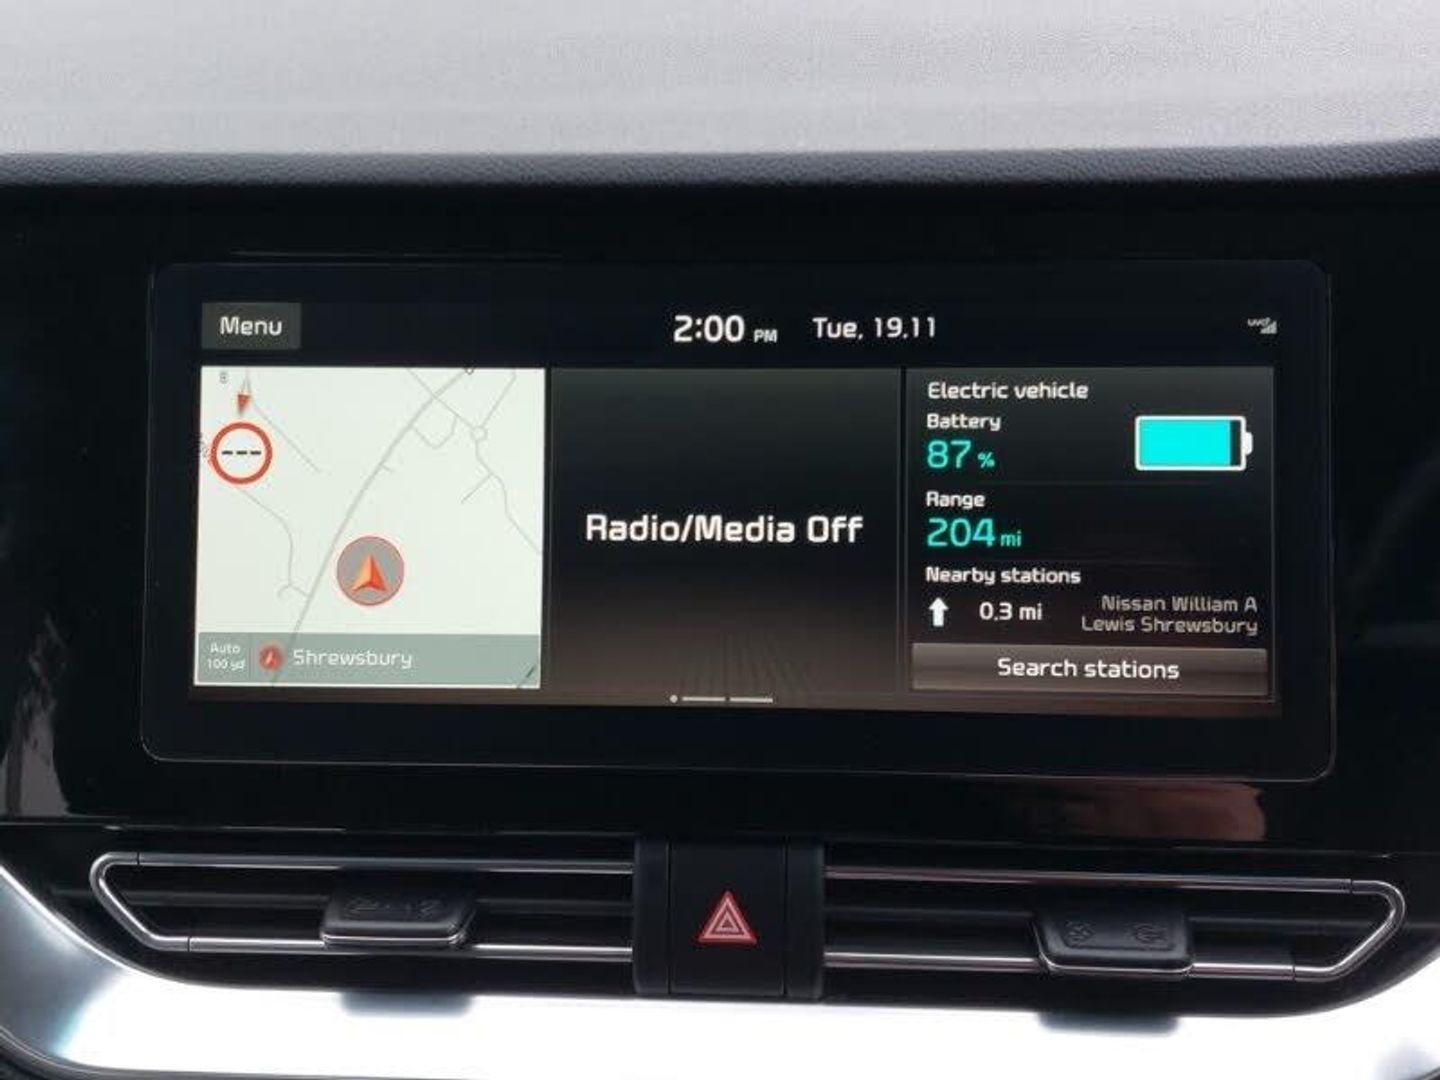 Menu
2:00 PM
Tue, 19,11
8
---
Auto
100 yd
Shrewsbury
Radio/Media Off
Electric vehicle
Battery
87 %
Range
204 mi
Nearby stations
0.3 mi
Nissan William A
Lewis Shrewsbury
Search stations